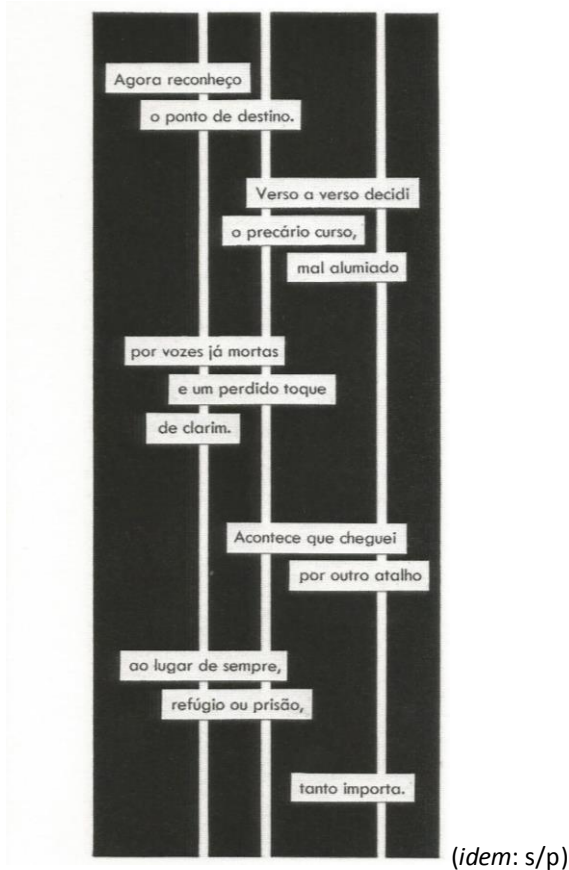 Agora reconheço
o ponto de destino.
Verso a verso decidi
o precário curso,
mal alumiado
por vozes já mortas
e um perdido toque
de clarim.
Acontece que cheguei
por outro atalho
ao lugar de sempre,
refúgio ou prisão,
tanto importa.
(idem: s/p)